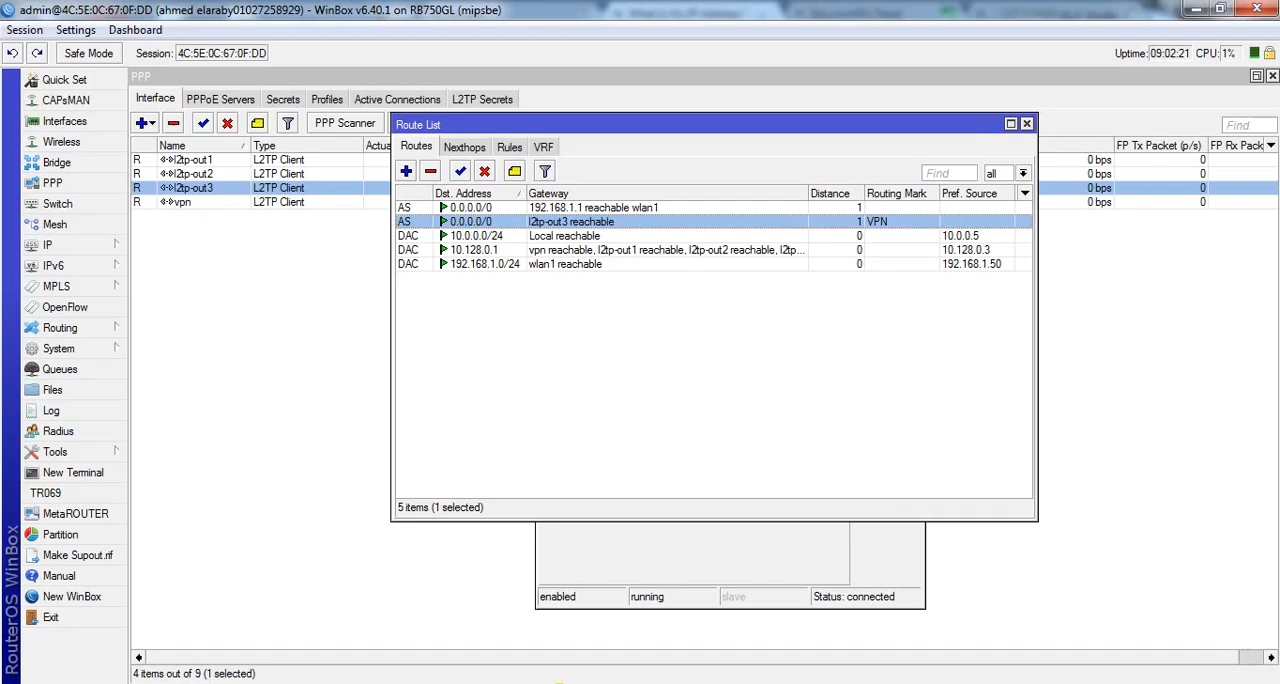 admin@4C:5E:0C:67:0F:DD (ahmed elaraby01027258929) - WinBox v6.40.1 on RB750GL (mipsbe)
Session Settings Dashboard
Safe Mode Session: 4C:5E:0C:67:0F:DD Uptime: 09:02:21 CPU: 1%
Quick Set
CAPsMAN
Interfaces
Wireless
Bridge
PPP
Switch
Mesh
IP
IPv6
MPLS
OpenFlow
Routing
System
Queues
Files
Log
Radius
Tools
New Terminal
TR069
MetaROUTER
Partition
Make Supout.rif
Manual
New WinBox
Exit
RouterOS WinBox
PPP
Interface PPPoE Servers Secrets Profiles Active Connections L2TP Secrets
PPP Scanner Find
Name Type Actua FP Tx Packet (p/s) FP Rx Pack
R l2tp-out1 L2TP Client 0 bps 0
R l2tp-out2 L2TP Client 0 bps 0
R l2tp-out3 L2TP Client 0 bps 0
R vpn L2TP Client 0 bps 0
Route List
Routes Nexthops Rules VRF
Find all
Dst. Address Gateway Distance Routing Mark Pref. Source
AS 0.0.0.0/0 192.168.1.1 reachable wlan1 1
AS 0.0.0.0/0 l2tp-out3 reachable 1 VPN
DAC 10.0.0.0/24 Local reachable 0 10.0.0.5
DAC 10.128.0.1 vpn reachable, l2tp-out1 reachable, l2tp-out2 reachable, l2tp... 0 10.128.0.3
DAC 192.168.1.0/24 wlan1 reachable 0 192.168.1.50
5 items (1 selected)
enabled running slave Status: connected
4 items out of 9 (1 selected)